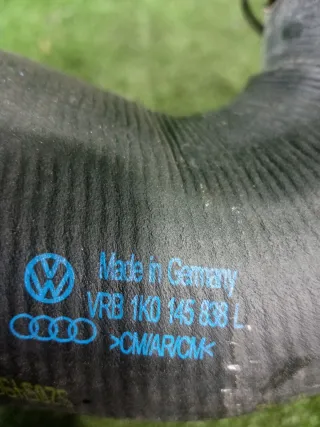 Made in Germany
VRB 1K0 145 838 L
>CM/AR/CM<